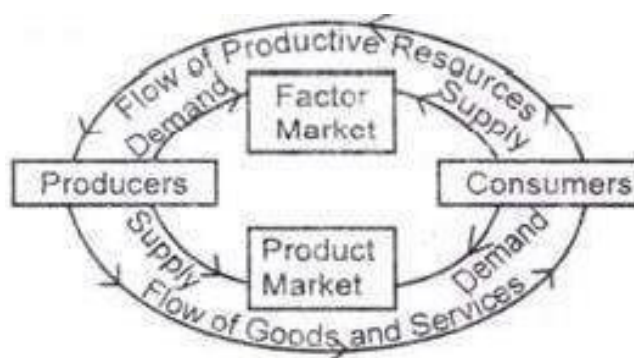 Flow of Productive Resources
Demand
Factor
Market
Supply
Producers
Consumers
Supply
Product
Market
Demand
Flow of Goods and Services